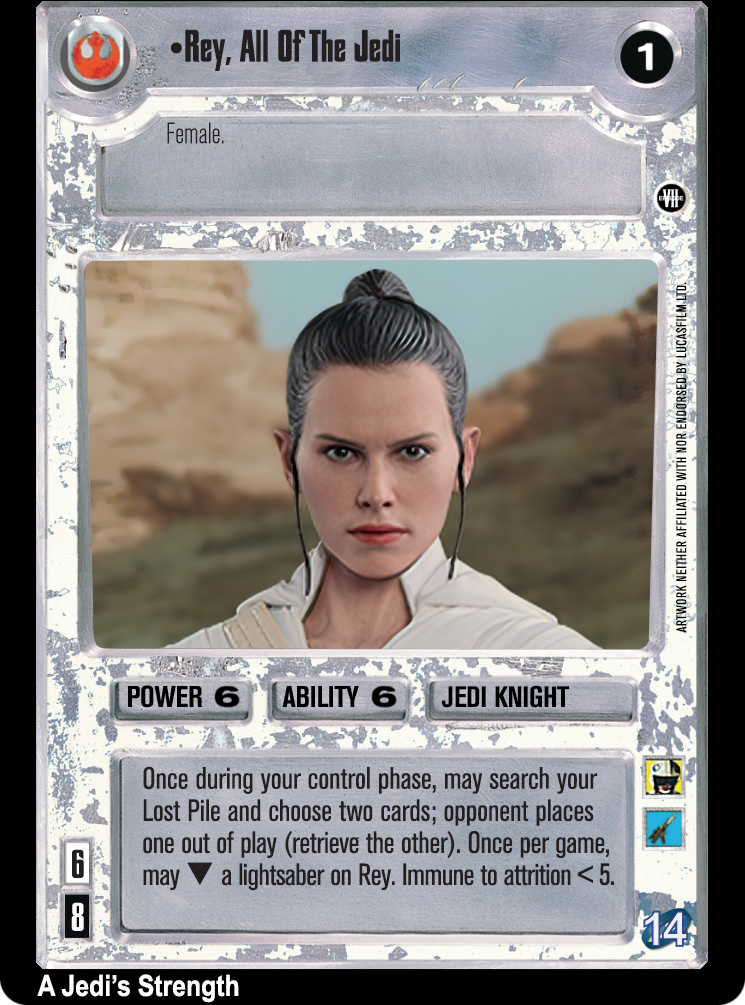 •Rey, All Of The Jedi
1
Female.
EPISODE VII
ARTWORK NEITHER AFFILIATED WITH NOR ENDORSED BY LUCASFILM LTD.
POWER 6 ABILITY 6 JEDI KNIGHT
Once during your control phase, may search your
Lost Pile and choose two cards; opponent places
one out of play (retrieve the other). Once per game,
may ▼ a lightsaber on Rey. Immune to attrition < 5.
6
8
14
A Jedi's Strength